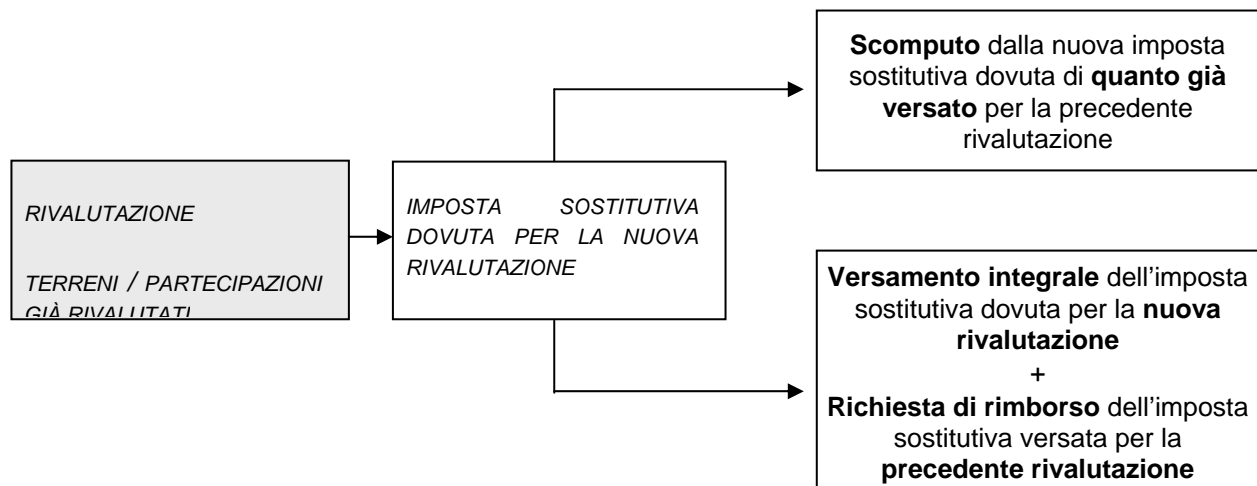 RIVALUTAZIONE
TERRENI / PARTECIPAZIONI
GIÀ RIVALUTATI
IMPOSTA SOSTITUTIVA
DOVUTA PER LA NUOVA
RIVALUTAZIONE
Scomputo dalla nuova imposta
sostitutiva dovuta di quanto già
versato per la precedente
rivalutazione
Versamento integrale dell’imposta
sostitutiva dovuta per la nuova
rivalutazione
+
Richiesta di rimborso dell’imposta
sostitutiva versata per la
precedente rivalutazione